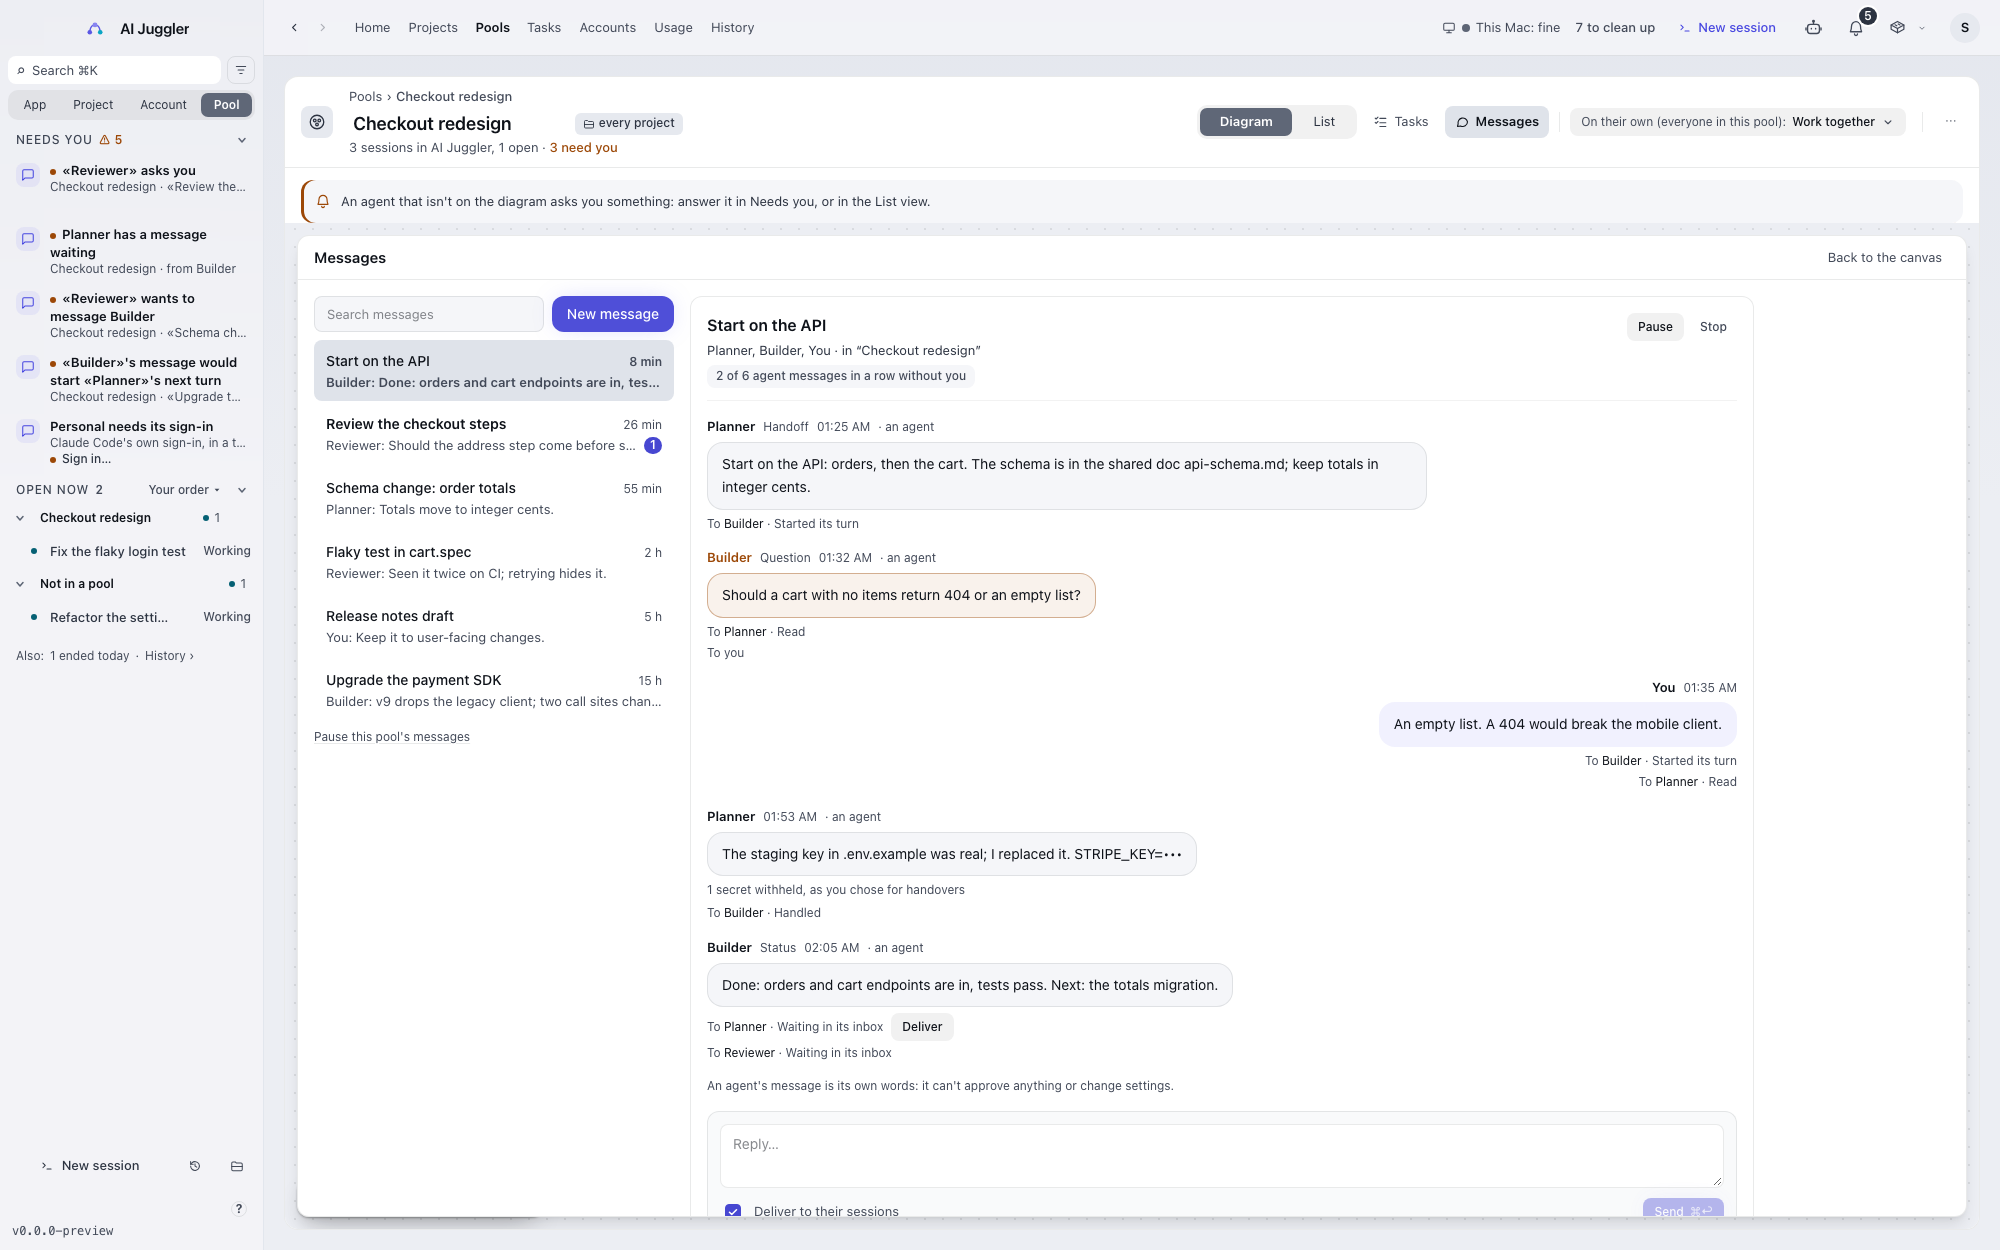 AI Juggler
Search ⌘K
App Project Account Pool
NEEDS YOU 5
«Reviewer» asks you
Checkout redesign · «Review the…
Planner has a message
waiting
Checkout redesign · from Builder
«Reviewer» wants to
message Builder
Checkout redesign · «Schema ch…
«Builder»'s message would
start «Planner»'s next turn
Checkout redesign · «Upgrade t…
Personal needs its sign-in
Claude Code's own sign-in, in a t…
Sign in…
OPEN NOW 2 Your order
Checkout redesign 1
Fix the flaky login test Working
Not in a pool 1
Refactor the setti… Working
Also: 1 ended today · History ›
New session
?
v0.0.0-preview
Home Projects Pools Tasks Accounts Usage History
This Mac: fine 7 to clean up New session 5 S
Pools › Checkout redesign
Checkout redesign every project
3 sessions in AI Juggler, 1 open · 3 need you
Diagram List Tasks Messages On their own (everyone in this pool): Work together ···
An agent that isn't on the diagram asks you something: answer it in Needs you, or in the List view.
Messages Back to the canvas
Search messages New message
Start on the API 8 min
Builder: Done: orders and cart endpoints are in, tes…
Review the checkout steps 26 min
Reviewer: Should the address step come before s… 1
Schema change: order totals 55 min
Planner: Totals move to integer cents.
Flaky test in cart.spec 2 h
Reviewer: Seen it twice on CI; retrying hides it.
Release notes draft 5 h
You: Keep it to user-facing changes.
Upgrade the payment SDK 15 h
Builder: v9 drops the legacy client; two call sites chan…
Pause this pool's messages
Start on the API Pause Stop
Planner, Builder, You · in “Checkout redesign”
2 of 6 agent messages in a row without you
Planner Handoff 01:25 AM · an agent
Start on the API: orders, then the cart. The schema is in the shared doc api-schema.md; keep totals in
integer cents.
To Builder · Started its turn
Builder Question 01:32 AM · an agent
Should a cart with no items return 404 or an empty list?
To Planner · Read
To you
You 01:35 AM
An empty list. A 404 would break the mobile client.
To Builder · Started its turn
To Planner · Read
Planner 01:53 AM · an agent
The staging key in .env.example was real; I replaced it. STRIPE_KEY=•••
1 secret withheld, as you chose for handovers
To Builder · Handled
Builder Status 02:05 AM · an agent
Done: orders and cart endpoints are in, tests pass. Next: the totals migration.
To Planner · Waiting in its inbox Deliver
To Reviewer · Waiting in its inbox
An agent's message is its own words: it can't approve anything or change settings.
Reply…
Deliver to their sessions Send ⌘↩